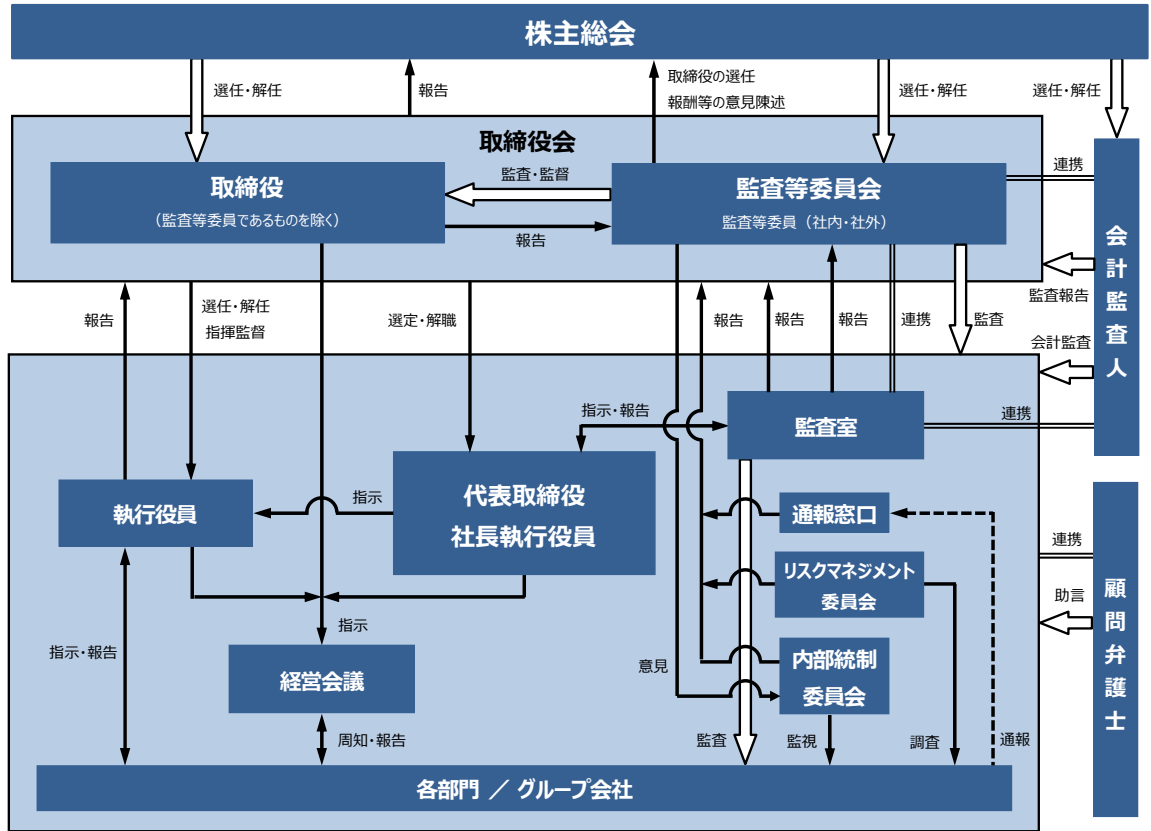 株主総会
選任・解任
報告
取締役の選任
報酬等の意見陳述
選任・解任
選任・解任
取締役会
取締役
(監査等委員であるものを除く)
監査・監督
報告
監査等委員会
監査等委員（社内・社外）
連携
会計監査人
監査報告
会計監査
連携
報告
選任・解任
指揮監督
選定・解職
報告
報告
報告
連携
監査
指示・報告
監査室
執行役員
指示
代表取締役
社長執行役員
通報窓口
リスクマネジメント
委員会
連携
助言
顧問弁護士
指示・報告
指示
経営会議
意見
内部統制
委員会
周知・報告
監査
監視
調査
通報
各部門 ／ グループ会社